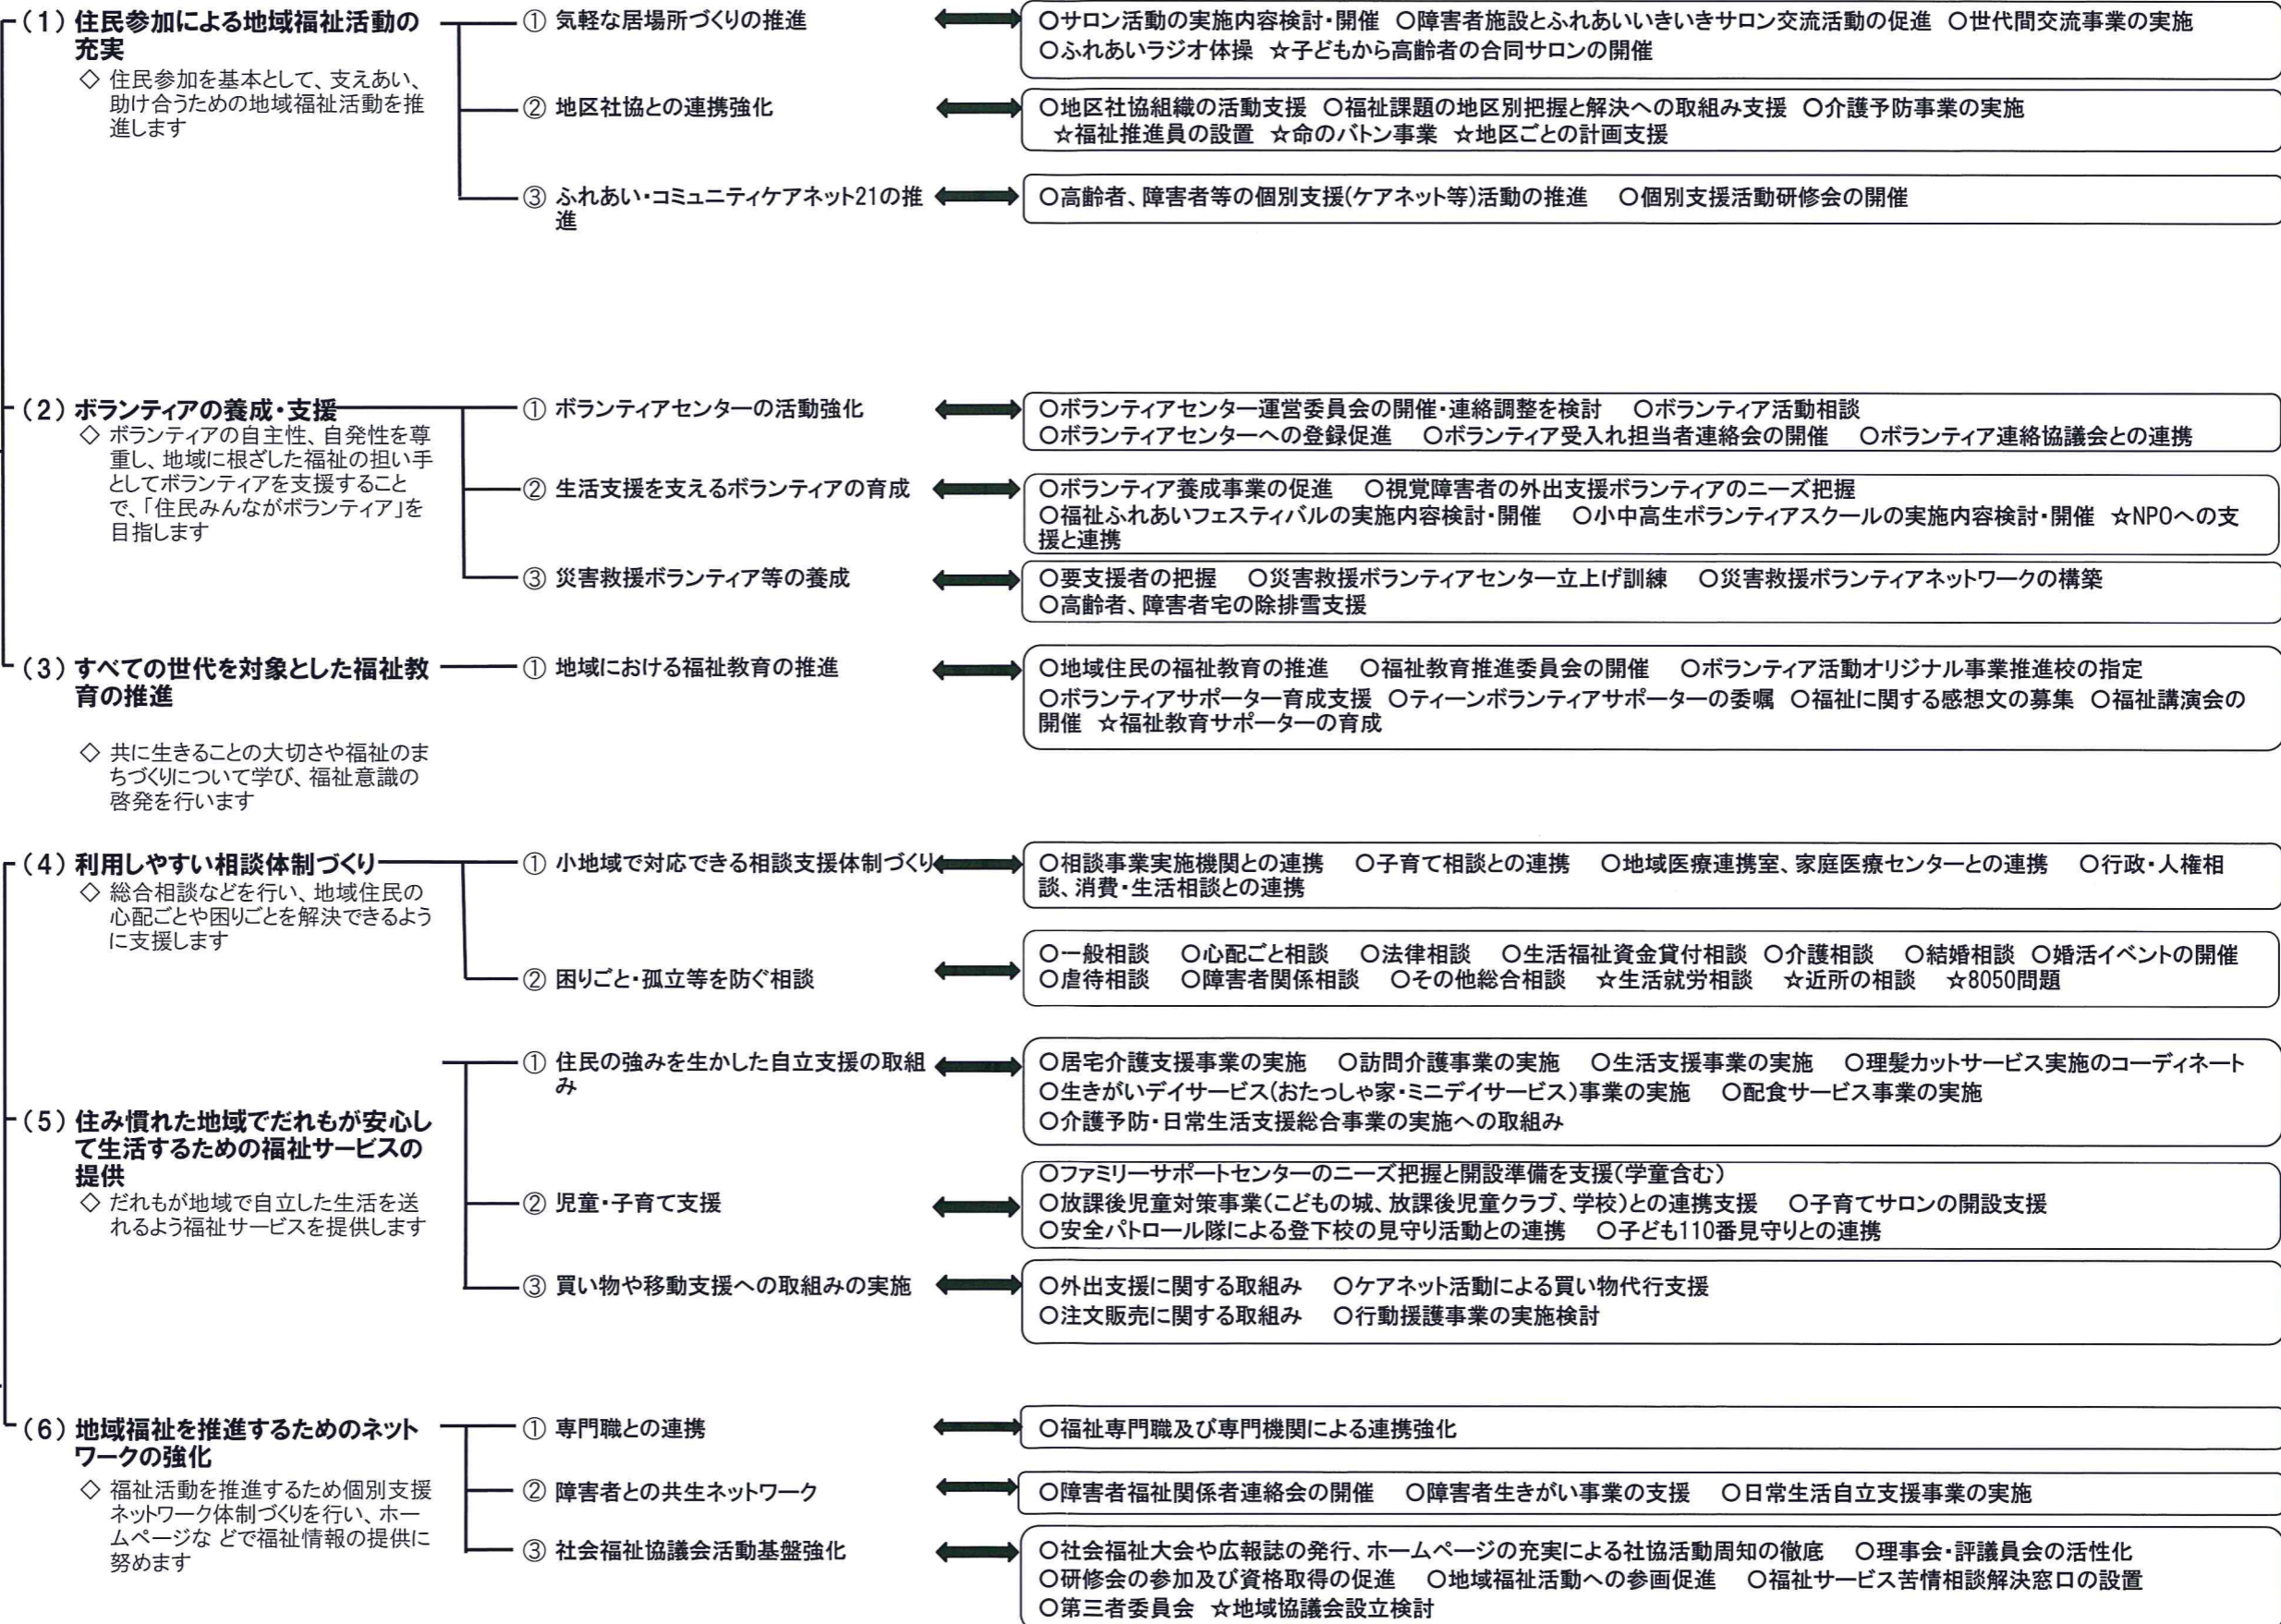 (1) 住民参加による地域福祉活動の
充実
◇ 住民参加を基本として、支えあい、
助け合うための地域福祉活動を推
進します
① 気軽な居場所づくりの推進
○サロン活動の実施内容検討・開催 ○障害者施設とふれあいいきいきサロン交流活動の促進 ○世代間交流事業の実施
○ふれあいラジオ体操 ☆子どもから高齢者の合同サロンの開催
② 地区社協との連携強化
○地区社協組織の活動支援 ○福祉課題の地区別把握と解決への取組み支援 ○介護予防事業の実施
☆福祉推進員の設置 ☆命のバトン事業 ☆地区ごとの計画支援
③ ふれあい・コミュニティケアネット21の推
進
○高齢者、障害者等の個別支援(ケアネット等)活動の推進 ○個別支援活動研修会の開催
(2) ボランティアの養成・支援
◇ ボランティアの自主性、自発性を尊
重し、地域に根ざした福祉の担い手
としてボランティアを支援すること
で、「住民みんながボランティア」を
目指します
① ボランティアセンターの活動強化
○ボランティアセンター運営委員会の開催・連絡調整を検討 ○ボランティア活動相談
○ボランティアセンターへの登録促進 ○ボランティア受入れ担当者連絡会の開催 ○ボランティア連絡協議会との連携
② 生活支援を支えるボランティアの育成
○ボランティア養成事業の促進 ○視覚障害者の外出支援ボランティアのニーズ把握
○福祉ふれあいフェスティバルの実施内容検討・開催 ○小中高生ボランティアスクールの実施内容検討・開催 ☆NPOへの支
援と連携
③ 災害救援ボランティア等の養成
○要支援者の把握 ○災害救援ボランティアセンター立上げ訓練 ○災害救援ボランティアネットワークの構築
○高齢者、障害者宅の除排雪支援
(3) すべての世代を対象とした福祉教
育の推進
◇ 共に生きることの大切さや福祉のま
ちづくりについて学び、福祉意識の
啓発を行います
① 地域における福祉教育の推進
○地域住民の福祉教育の推進 ○福祉教育推進委員会の開催 ○ボランティア活動オリジナル事業推進校の指定
○ボランティアサポーター育成支援 ○ティーンボランティアサポーターの委嘱 ○福祉に関する感想文の募集 ○福祉講演会の
開催 ☆福祉教育サポーターの育成
(4) 利用しやすい相談体制づくり
◇ 総合相談などを行い、地域住民の
心配ごとや困りごとを解決できるよう
に支援します
① 小地域で対応できる相談支援体制づくり
○相談事業実施機関との連携 ○子育て相談との連携 ○地域医療連携室、家庭医療センターとの連携 ○行政・人権相
談、消費・生活相談との連携
② 困りごと・孤立等を防ぐ相談
○一般相談 ○心配ごと相談 ○法律相談 ○生活福祉資金貸付相談 ○介護相談 ○結婚相談 ○婚活イベントの開催
○虐待相談 ○障害者関係相談 ○その他総合相談 ☆生活就労相談 ☆近所の相談 ☆8050問題
(5) 住み慣れた地域でだれもが安心し
て生活するための福祉サービスの
提供
◇ だれもが地域で自立した生活を送
れるよう福祉サービスを提供します
① 住民の強みを生かした自立支援の取組
み
○居宅介護支援事業の実施 ○訪問介護事業の実施 ○生活支援事業の実施 ○理髪カットサービス実施のコーディネート
○生きがいデイサービス(おたっしゃ家・ミニデイサービス)事業の実施 ○配食サービス事業の実施
○介護予防・日常生活支援総合事業の実施への取組み
② 児童・子育て支援
○ファミリーサポートセンターのニーズ把握と開設準備を支援(学童含む)
○放課後児童対策事業(こどもの城、放課後児童クラブ、学校)との連携支援 ○子育てサロンの開設支援
○安全パトロール隊による登下校の見守り活動との連携 ○子ども110番見守りとの連携
③ 買い物や移動支援への取組みの実施
○外出支援に関する取組み ○ケアネット活動による買い物代行支援
○注文販売に関する取組み ○行動援護事業の実施検討
(6) 地域福祉を推進するためのネット
ワークの強化
◇ 福祉活動を推進するため個別支援
ネットワーク体制づくりを行い、ホー
ムページな どで福祉情報の提供に
努めます
① 専門職との連携
○福祉専門職及び専門機関による連携強化
② 障害者との共生ネットワーク
○障害者福祉関係者連絡会の開催 ○障害者生きがい事業の支援 ○日常生活自立支援事業の実施
③ 社会福祉協議会活動基盤強化
○社会福祉大会や広報誌の発行、ホームページの充実による社協活動周知の徹底 ○理事会・評議員会の活性化
○研修会の参加及び資格取得の促進 ○地域福祉活動への参画促進 ○福祉サービス苦情相談解決窓口の設置
○第三者委員会 ☆地域協議会設立検討